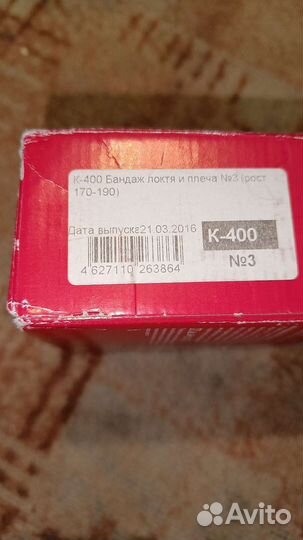 К-400 Бандаж локтя и плеча №3 (рост
170-190)
Дата выпуска21.03.2016
К-400
4 627110 263864
№3
Avito